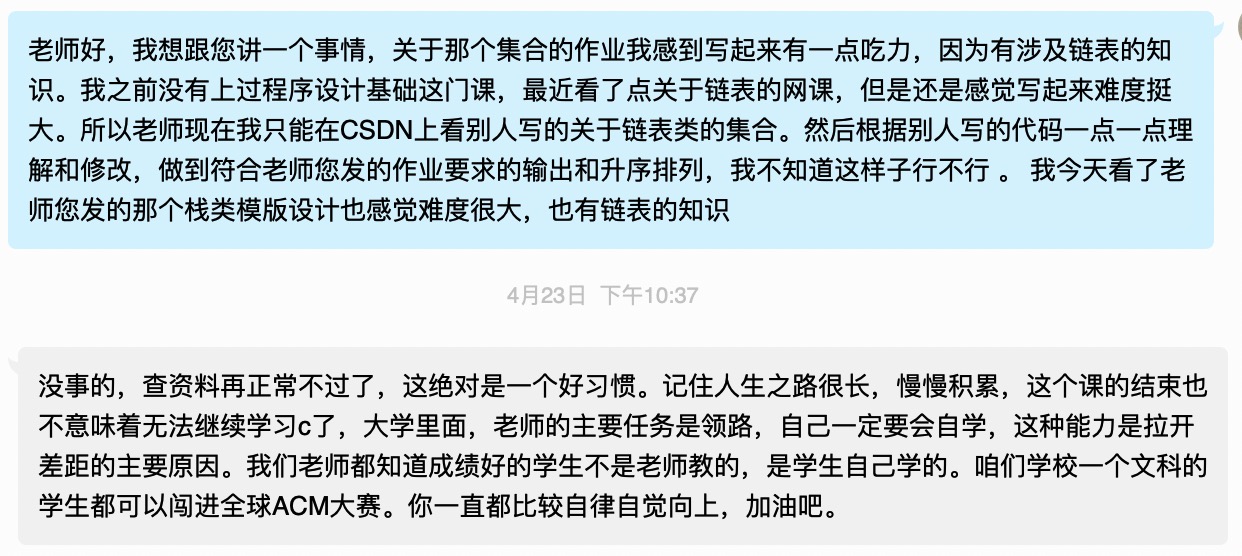 老师好，我想跟您讲一个事情，关于那个集合的作业我感到写起来有一点吃力，因为有涉及链表的知
识。我之前没有上过程序设计基础这门课，最近看了点关于链表的网课，但是还是感觉写起来难度挺
大。所以老师现在我只能在CSDN上看别人写的关于链表类的集合。然后根据别人写的代码一点一点理
解和修改，做到符合老师您发的作业要求的输出和升序排列，我不知道这样子行不行 。 我今天看了老
师您发的那个栈类模版设计也感觉难度很大，也有链表的知识
4月23日 下午10:37
没事的，查资料再正常不过了，这绝对是一个好习惯。记住人生之路很长，慢慢积累，这个课的结束也
不意味着无法继续学习c了，大学里面，老师的主要任务是领路，自己一定要会自学，这种能力是拉开
差距的主要原因。我们老师都知道成绩好的学生不是老师教的，是学生自己学的。咱们学校一个文科的
学生都可以闯进全球ACM大赛。你一直都比较自律自觉向上，加油吧。